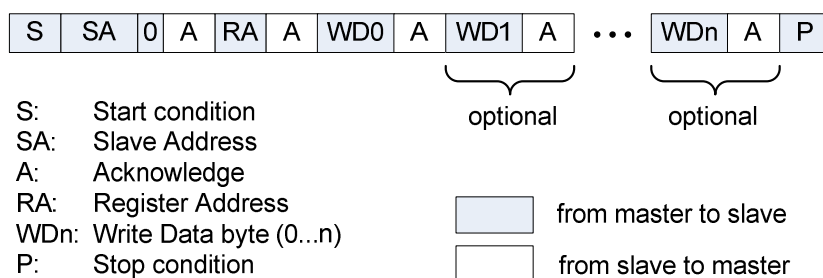 S SA 0 A RA A WD0 A WD1 A ••• WDn A P
optional optional
S: Start condition
SA: Slave Address
A: Acknowledge
RA: Register Address
WDn: Write Data byte (0...n)
P: Stop condition
from master to slave
from slave to master